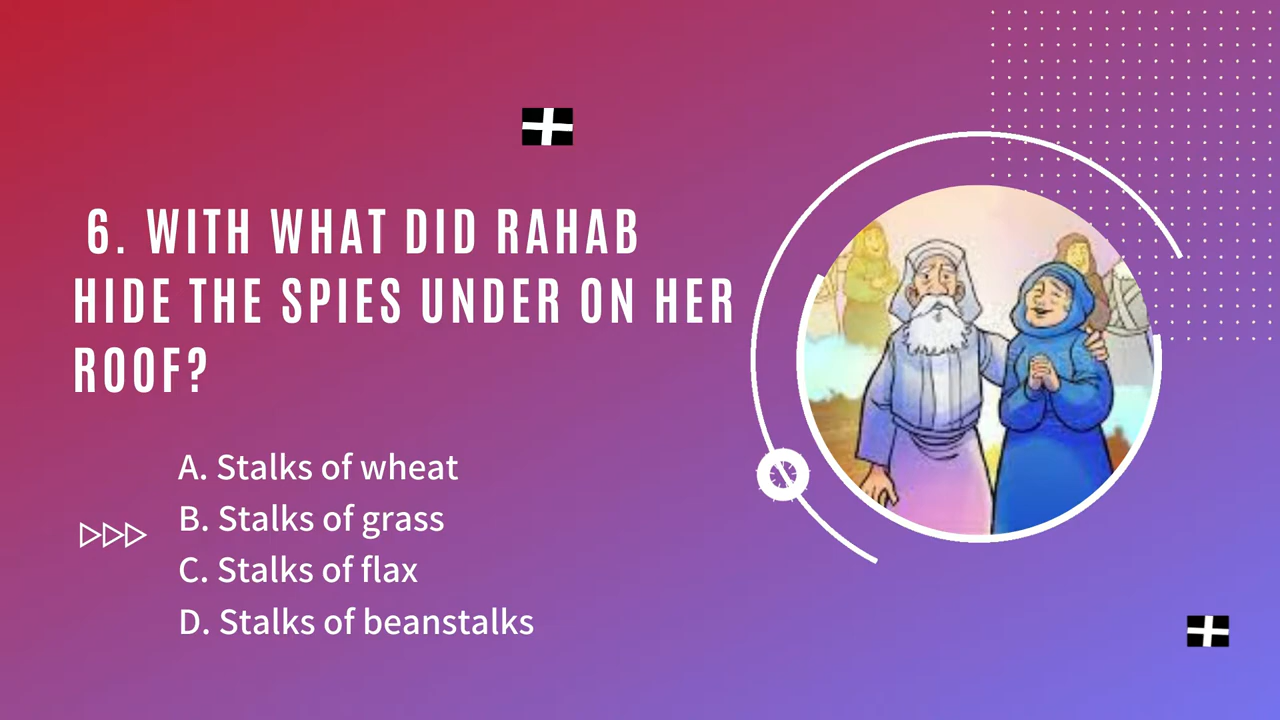 6. WITH WHAT DID RAHAB
HIDE THE SPIES UNDER ON HER
ROOF?
A. Stalks of wheat
B. Stalks of grass
C. Stalks of flax
D. Stalks of beanstalks